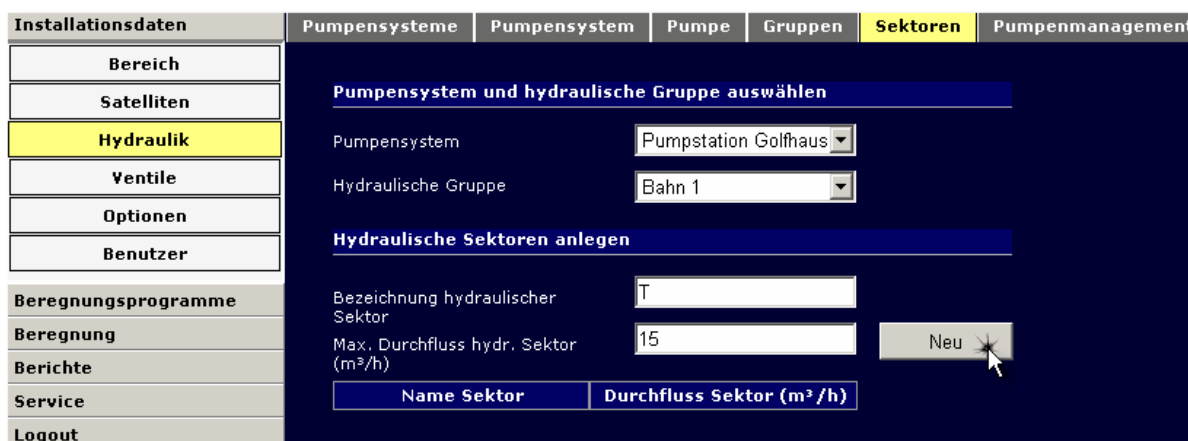 Installationsdaten
Bereich
Satelliten
Hydraulik
Ventile
Optionen
Benutzer
Beregnungsprogramme
Beregnung
Berichte
Service
Logout
Pumpensysteme Pumpensystem Pumpe Gruppen Sektoren Pumpenmanagement
Pumpensystem und hydraulische Gruppe auswählen
Pumpensystem Pumpstation Golfhaus
Hydraulische Gruppe Bahn 1
Hydraulische Sektoren anlegen
Bezeichnung hydraulischer
Sektor
T
Max. Durchfluss hydr. Sektor
(m³/h)
15
Neu
Name Sektor Durchfluss Sektor (m³/h)